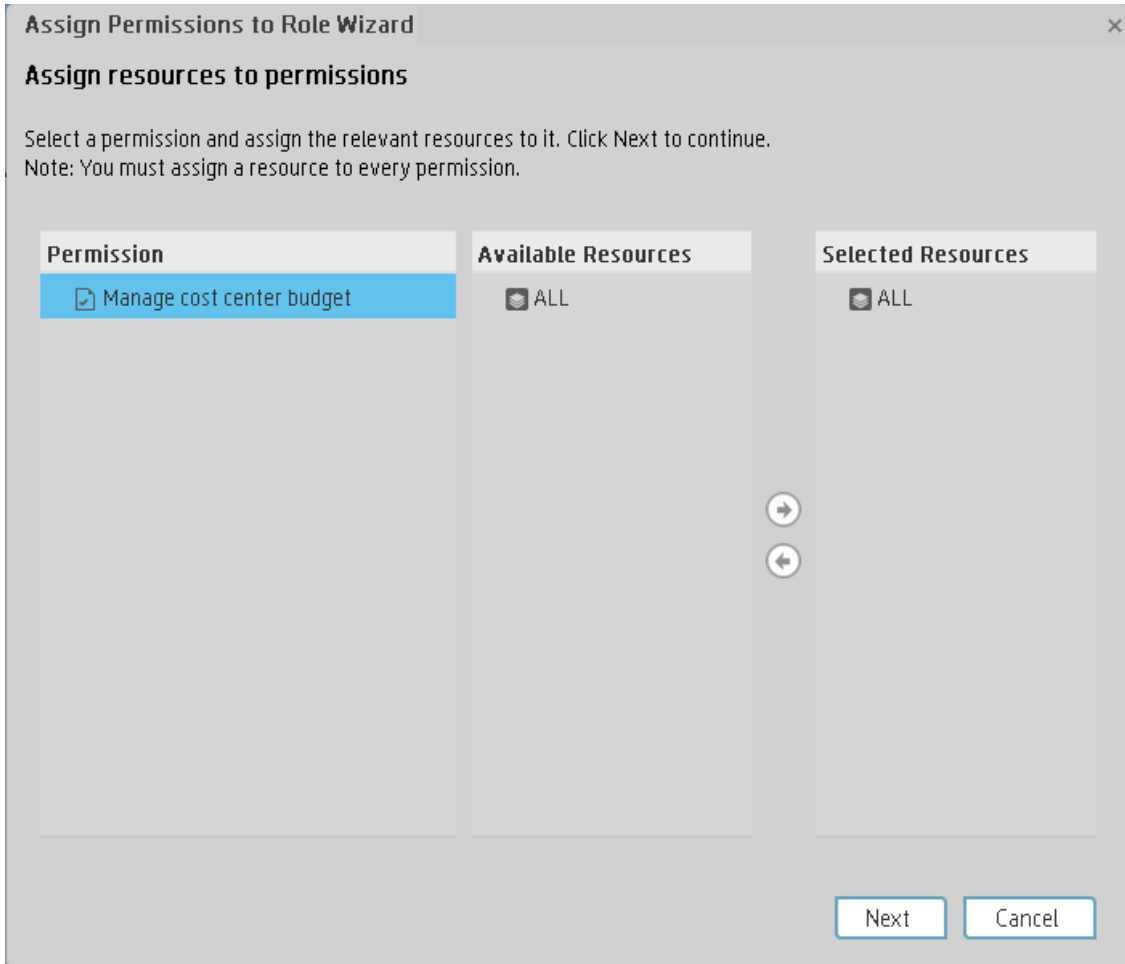 Assign Permissions to Role Wizard
Assign resources to permissions
Select a permission and assign the relevant resources to it. Click Next to continue.
Note: You must assign a resource to every permission.
Permission
Available Resources
Selected Resources
Manage cost center budget
ALL
ALL
Next
Cancel